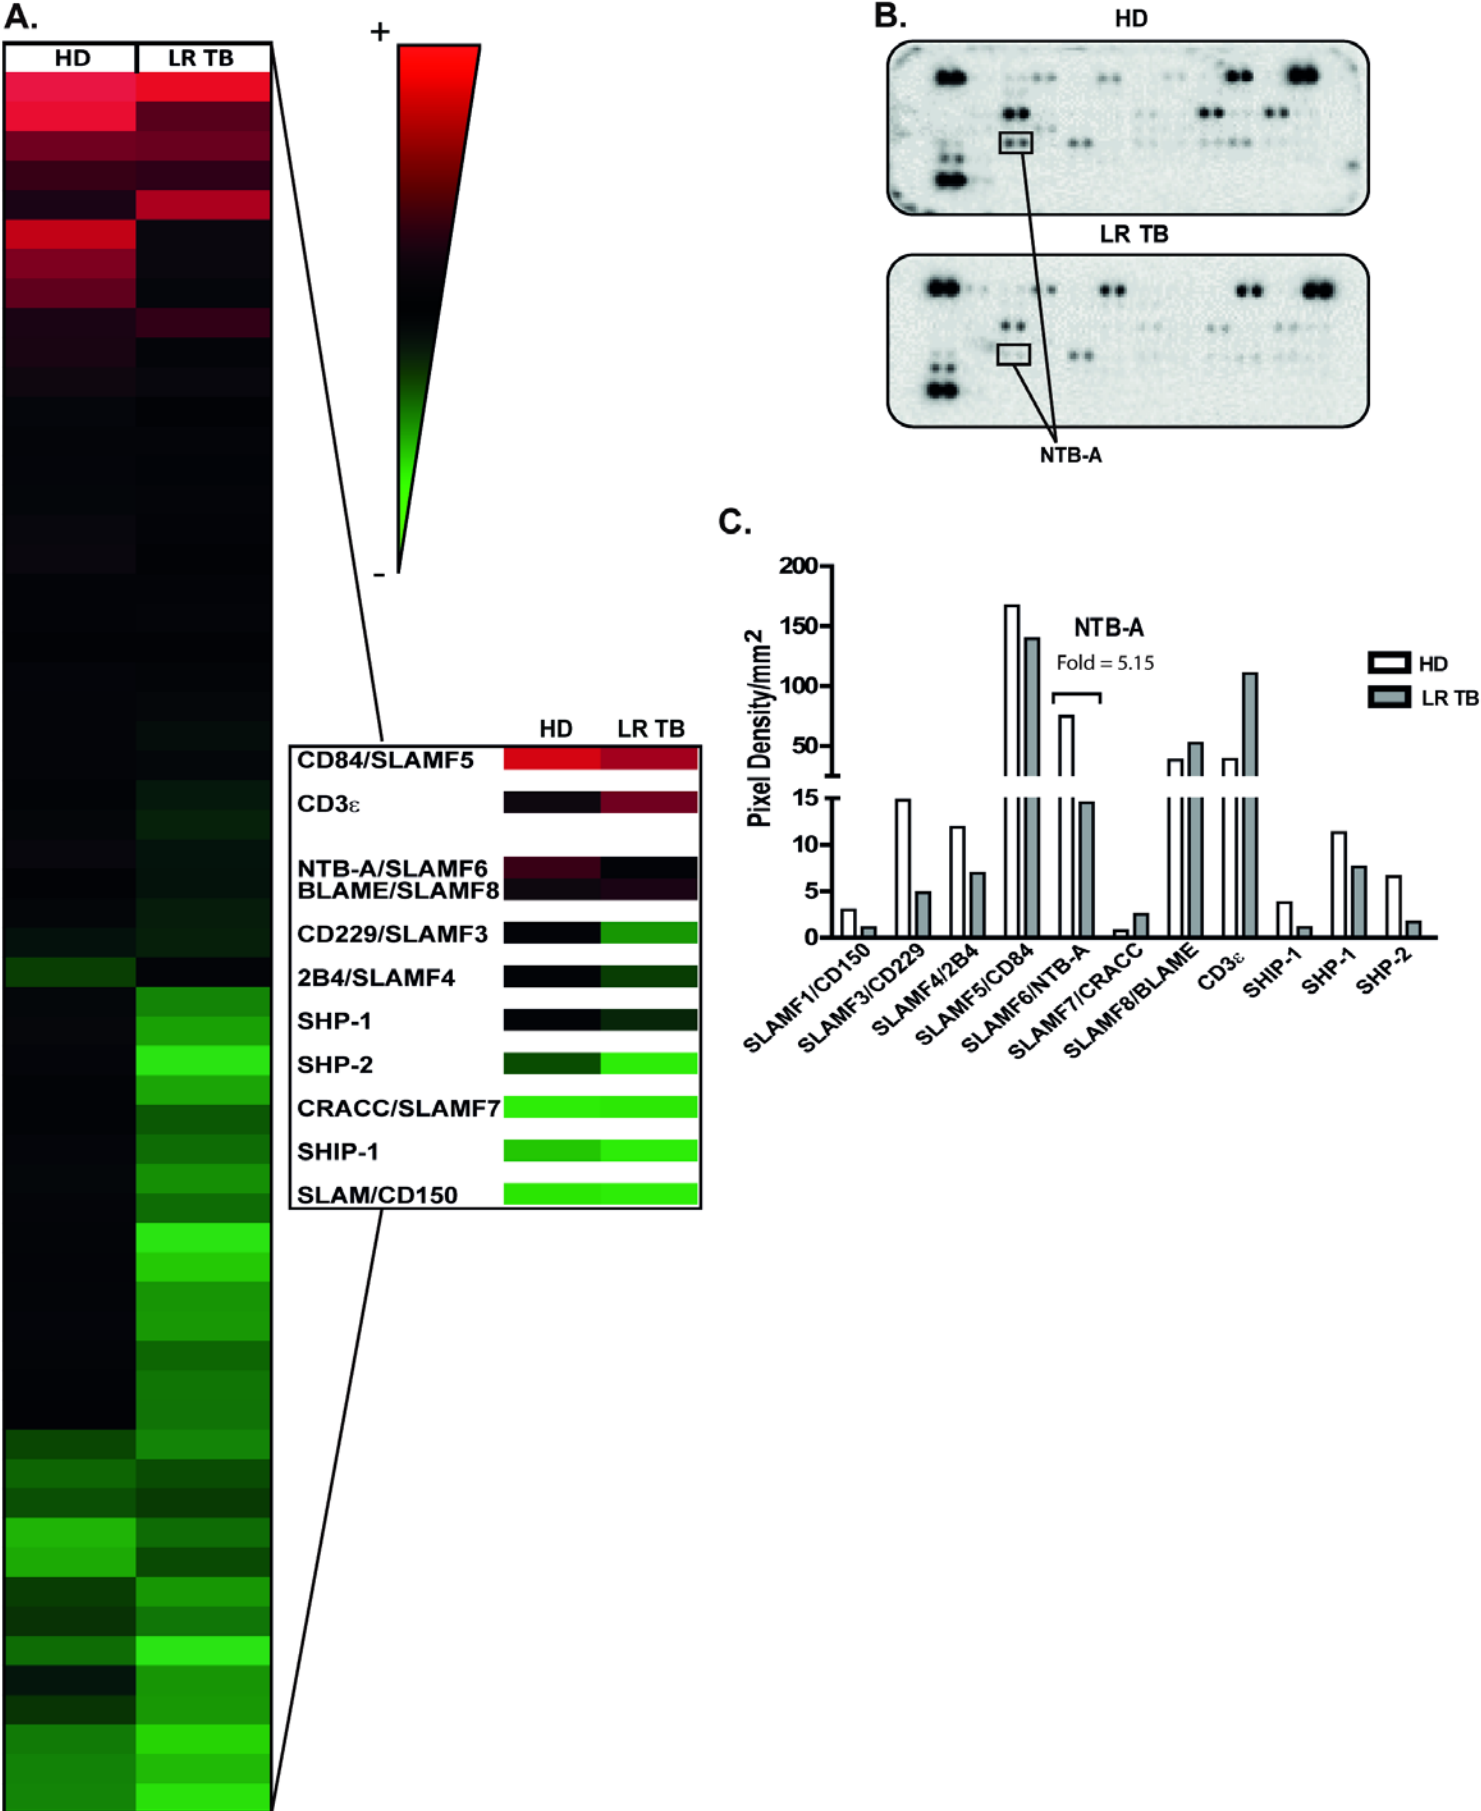 A.
HD LR TB
+
-
HD LR TB
CD84/SLAMF5
CD3ε
NTB-A/SLAMF6
BLAME/SLAMF8
CD229/SLAMF3
2B4/SLAMF4
SHP-1
SHP-2
CRACC/SLAMF7
SHIP-1
SLAM/CD150
B.
HD
LR TB
NTB-A
C.
Pixel Density/mm²
200
150
100
50
15
10
5
0
NTB-A
Fold = 5.15
HD
LR TB
SLAMF1/CD150
SLAMF3/CD229
SLAMF4/2B4
SLAMF5/CD84
SLAMF6/NTB-A
SLAMF7/CRACC
SLAMF8/BLAME
CD3ε
SHIP-1
SHP-1
SHP-2